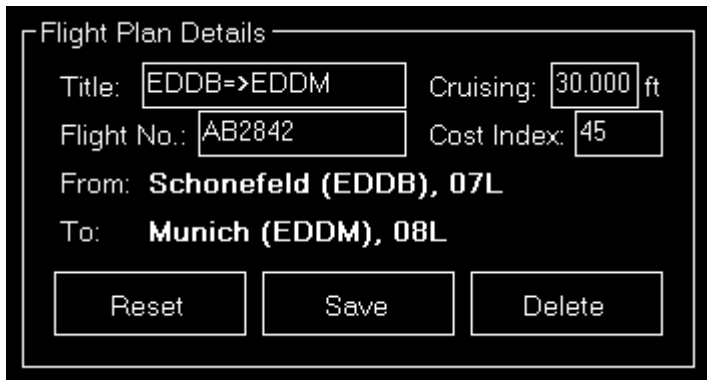 Flight Plan Details
Title: EDDB=>EDDM Cruising: 30.000 ft
Flight No.: AB2842 Cost Index: 45
From: Schonefeld (EDDB), 07L
To: Munich (EDDM), 08L
Reset Save Delete